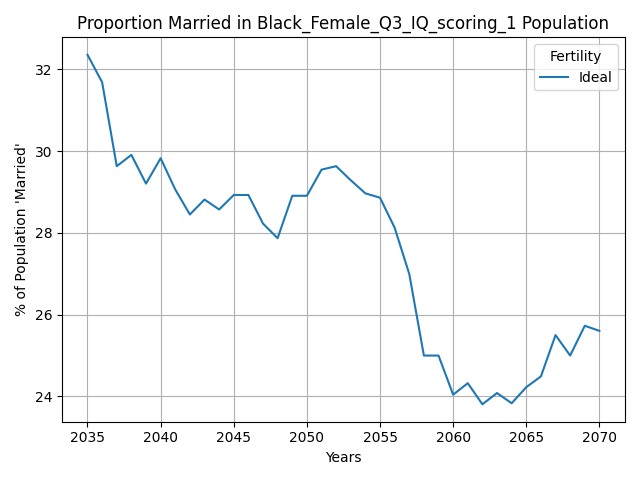 Proportion Married in Black_Female_Q3_IQ_scoring_1 Population
Fertility
Ideal
% of Population 'Married'
32
30
28
26
24
2035 2040 2045 2050 2055 2060 2065 2070
Years